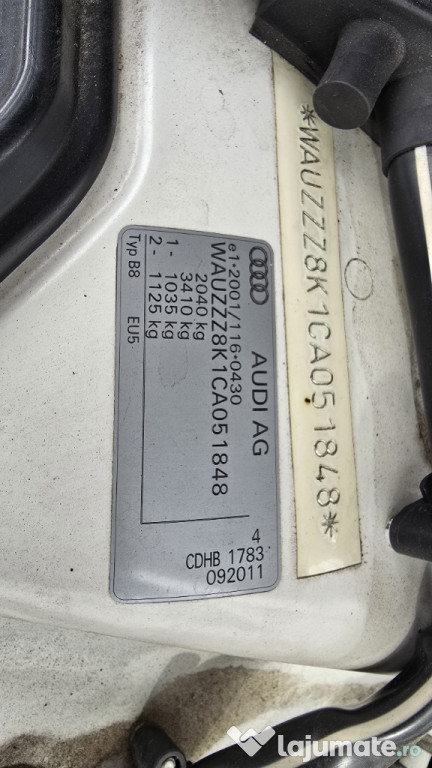 *WAUZZZ8K1CA051848*
AUDI AG
e1*2001/116*0430
WAUZZZ8K1CA051848
2040 kg
3410 kg
1 - 1035 kg
2 - 1125 kg
Typ B8
EU5
4
CDHB 1783
092011
lajumate.ro